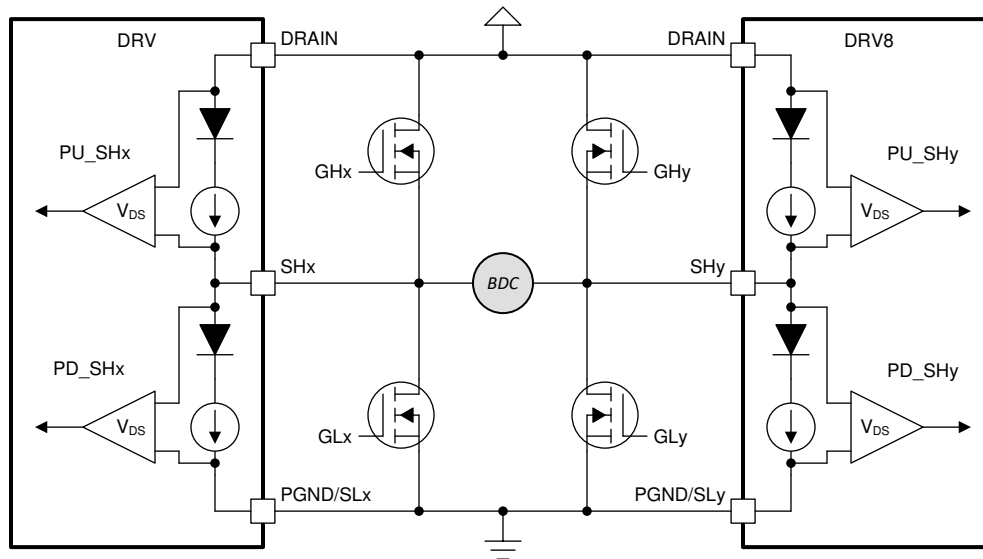 DRV
DRAIN
DRAIN
DRV8
PU_SHx
PU_SHy
GHx
GHy
VDS
VDS
SHx
BDC
SHy
PD_SHx
PD_SHy
VDS
VDS
GLx
GLy
PGND/SLx
PGND/SLy